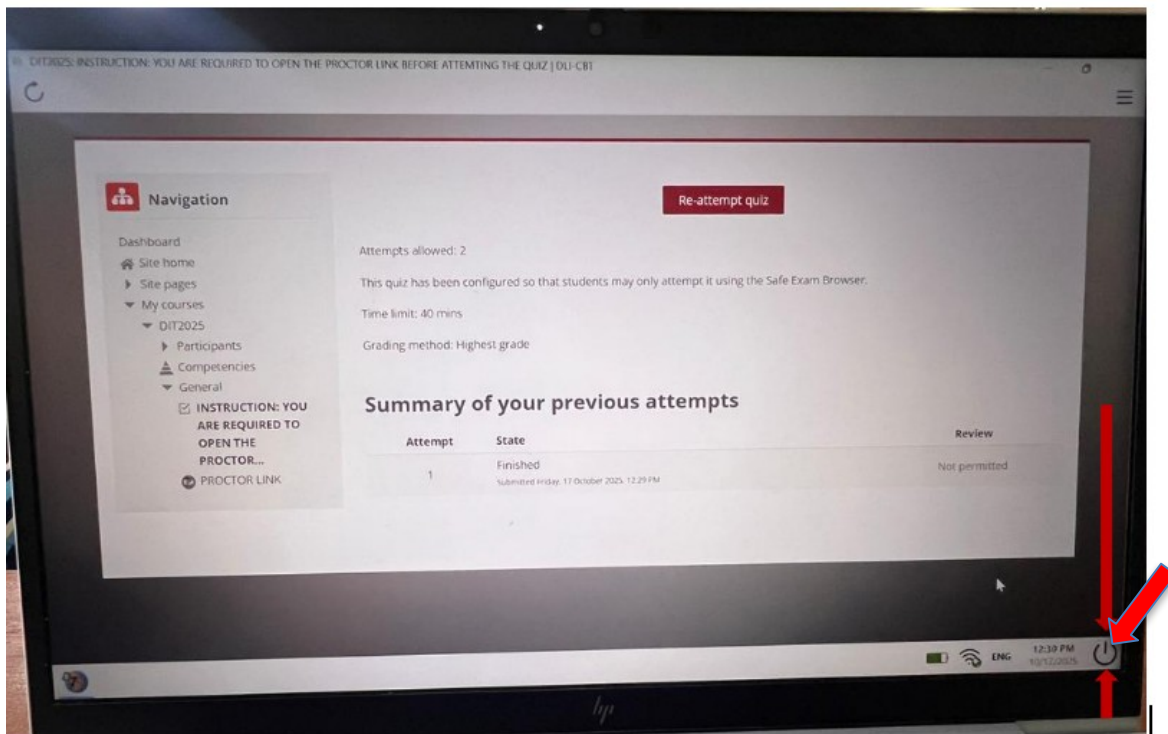 DIT2025: INSTRUCTION: YOU ARE REQUIRED TO OPEN THE PROCTOR LINK BEFORE ATTEMTING THE QUIZ | DLI-CBT
Navigation
Dashboard
Site home
Site pages
My courses
DIT2025
Participants
Competencies
General
INSTRUCTION: YOU
ARE REQUIRED TO
OPEN THE
PROCTOR...
PROCTOR LINK
Re-attempt quiz
Attempts allowed: 2
This quiz has been configured so that students may only attempt it using the Safe Exam Browser.
Time limit: 40 mins
Grading method: Highest grade
Summary of your previous attempts
Attempt State Review
1 Finished Not permitted
Submitted Friday, 17 October 2025, 12:29 PM
ENG 12:30 PM
10/17/2025
hp